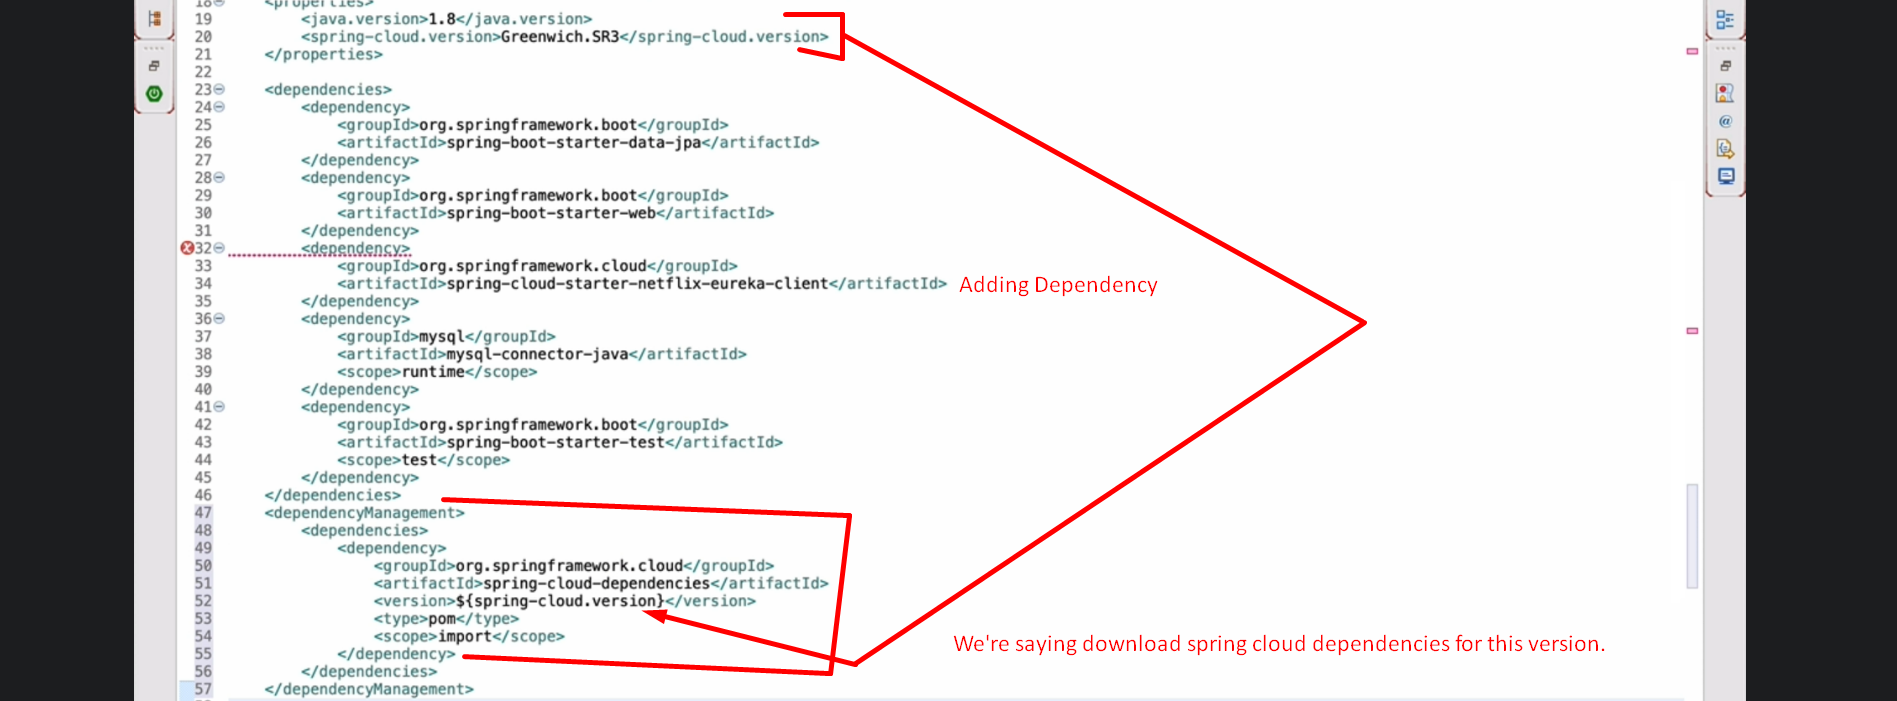 18 <properties>
19 <java.version>1.8</java.version>
20 <spring-cloud.version>Greenwich.SR3</spring-cloud.version>
21 </properties>
22
23 <dependencies>
24 <dependency>
25 <groupId>org.springframework.boot</groupId>
26 <artifactId>spring-boot-starter-data-jpa</artifactId>
27 </dependency>
28 <dependency>
29 <groupId>org.springframework.boot</groupId>
30 <artifactId>spring-boot-starter-web</artifactId>
31 </dependency>
32 <dependency>
33 <groupId>org.springframework.cloud</groupId>
34 <artifactId>spring-cloud-starter-netflix-eureka-client</artifactId> Adding Dependency
35 </dependency>
36 <dependency>
37 <groupId>mysql</groupId>
38 <artifactId>mysql-connector-java</artifactId>
39 <scope>runtime</scope>
40 </dependency>
41 <dependency>
42 <groupId>org.springframework.boot</groupId>
43 <artifactId>spring-boot-starter-test</artifactId>
44 <scope>test</scope>
45 </dependency>
46 </dependencies>
47 <dependencyManagement>
48 <dependencies>
49 <dependency>
50 <groupId>org.springframework.cloud</groupId>
51 <artifactId>spring-cloud-dependencies</artifactId>
52 <version>${spring-cloud.version}</version>
53 <type>pom</type>
54 <scope>import</scope>
We're saying download spring cloud dependencies for this version.
55 </dependency>
56 </dependencies>
57 </dependencyManagement>